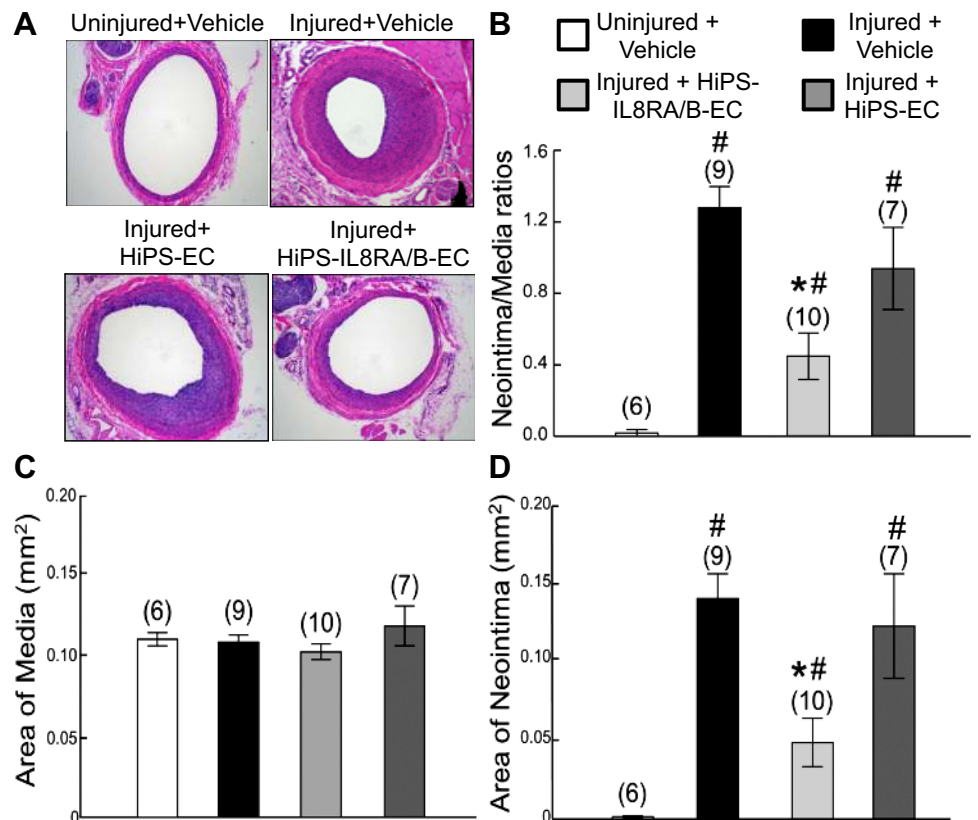 A
Uninjured+Vehicle
Injured+Vehicle
Injured+
HiPS-EC
Injured+
HiPS-IL8RA/B-EC
B
Uninjured +
Vehicle
Injured +
Vehicle
Injured + HiPS-
IL8RA/B-EC
Injured +
HiPS-EC
Neointima/Media ratios
1.6
1.2
0.8
0.4
0.0
(6)
#
(9)
*#
(10)
#
(7)
C
Area of Media (mm²)
0.20
0.15
0.10
0.05
0
(6)
(9)
(10)
(7)
D
Area of Neointima (mm²)
0.20
0.15
0.10
0.05
0
(6)
#
(9)
*#
(10)
#
(7)